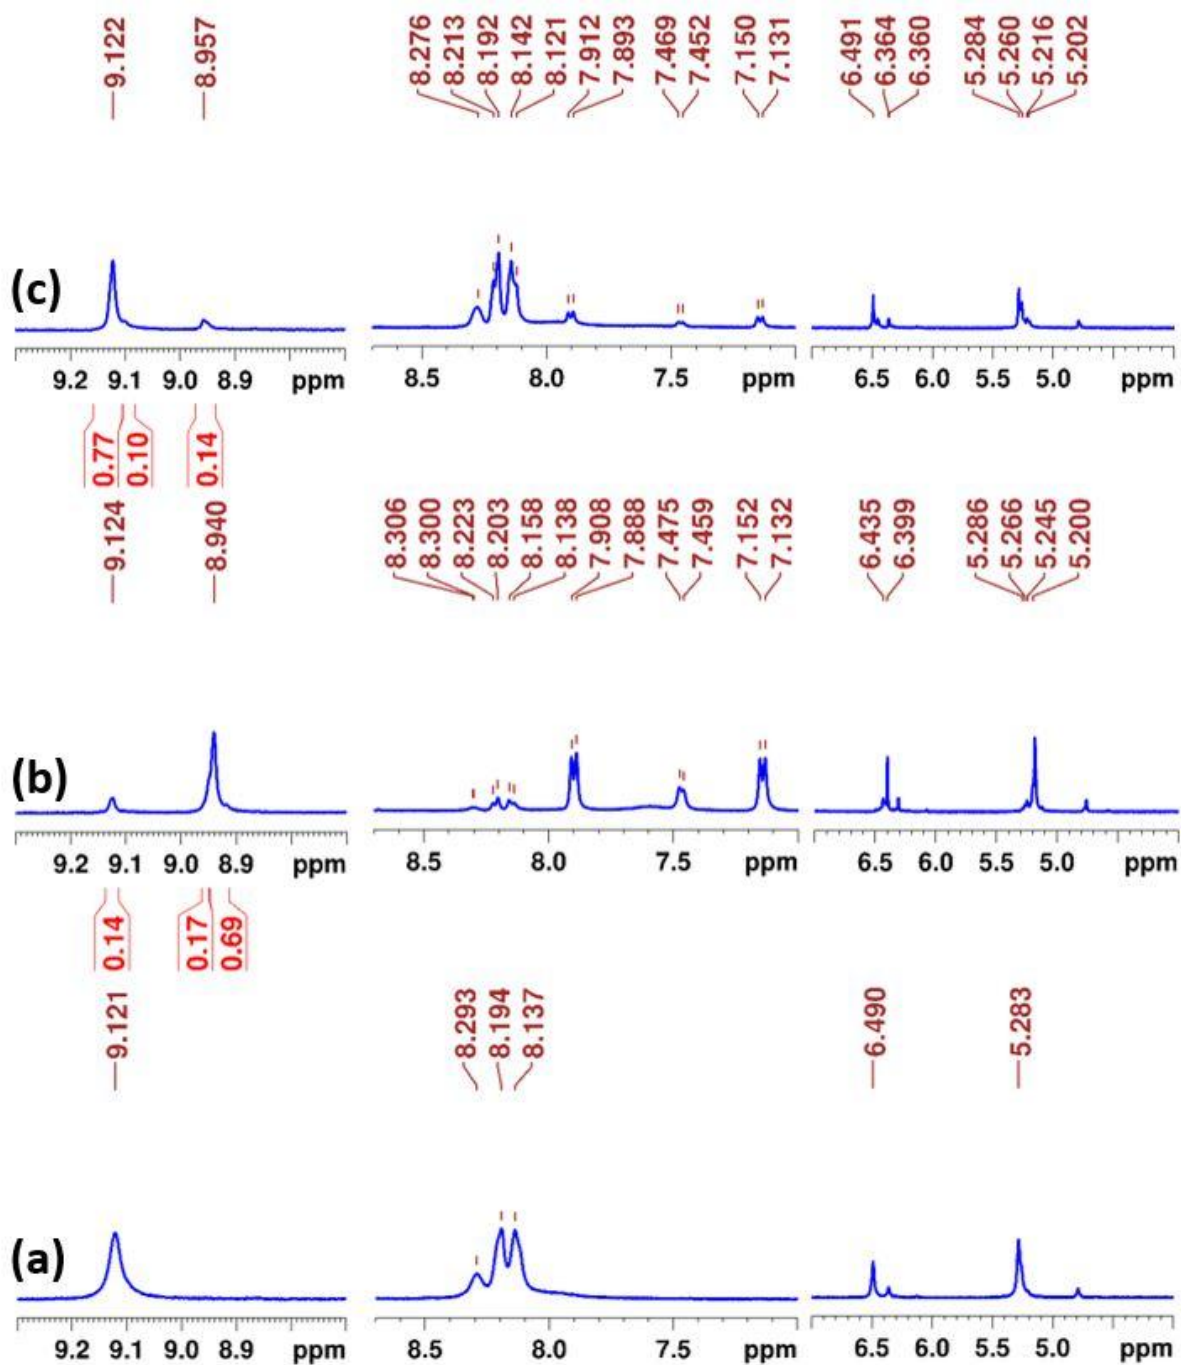 9.122 8.957 8.276 8.213 8.192 8.142 8.121 7.912 7.893 7.469 7.452 7.150 7.131 6.491 6.364 6.360 5.284 5.260 5.216 5.202
(c)
9.2 9.1 9.0 8.9 ppm 8.5 8.0 7.5 ppm 6.5 6.0 5.5 5.0 ppm
0.77 0.10 0.14
9.124 8.940 8.306 8.300 8.223 8.203 8.158 8.138 7.908 7.888 7.475 7.459 7.152 7.132 6.435 6.399 5.286 5.266 5.245 5.200
(b)
9.2 9.1 9.0 8.9 ppm 8.5 8.0 7.5 ppm 6.5 6.0 5.5 5.0 ppm
0.14 0.17 0.69
9.121 8.293 8.194 8.137 6.490 5.283
(a)
9.2 9.1 9.0 8.9 ppm 8.5 8.0 7.5 ppm 6.5 6.0 5.5 5.0 ppm